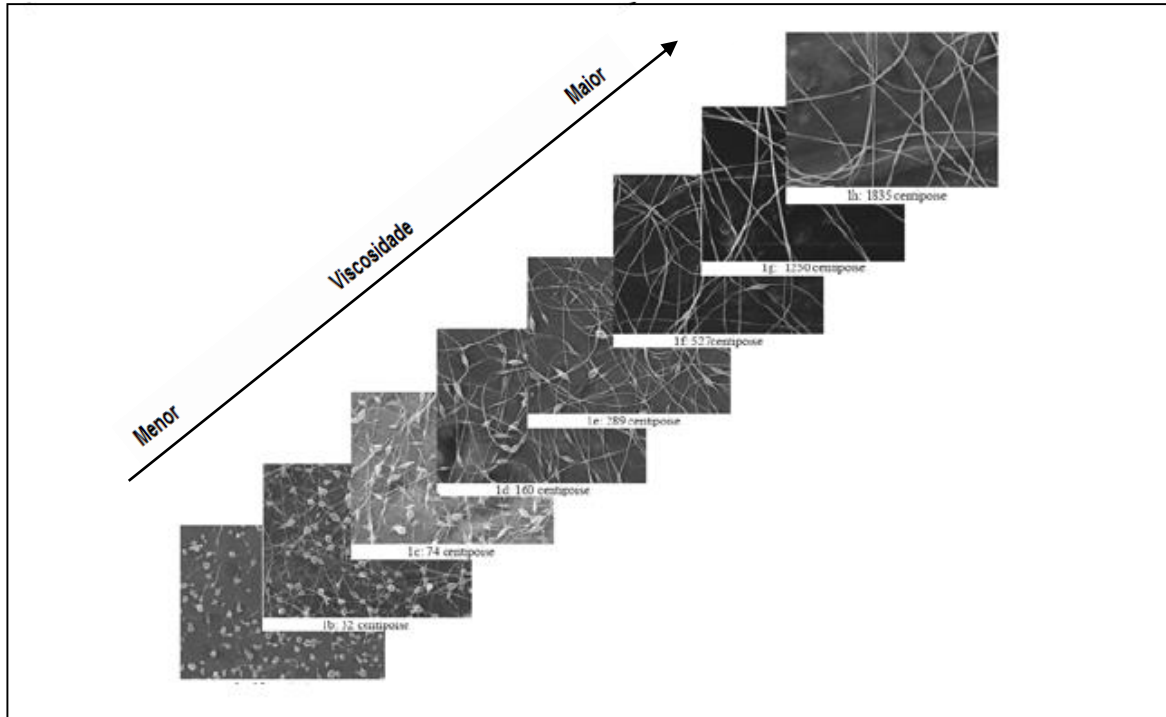 Maior
Viscosidade
Menor
1h: 1835 centipoise
1g: 1250 centipoise
1f: 527centipoise
1e: 289 centipoise
1d: 160 centipoise
1c: 74 centipoise
1b: 32 centipoise